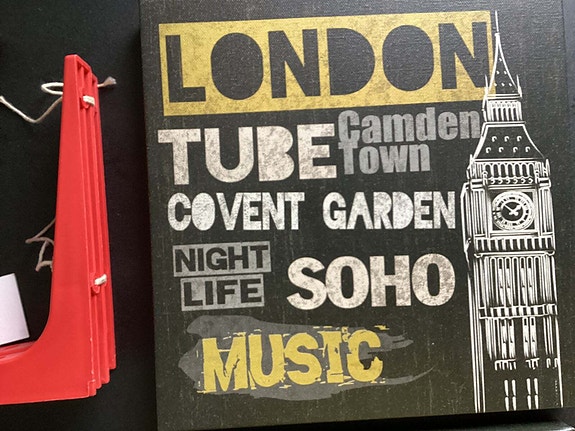 LONDON
TUBE
Camden
Town
COVENT GARDEN
NIGHT
LIFE
SOHO
MUSIC